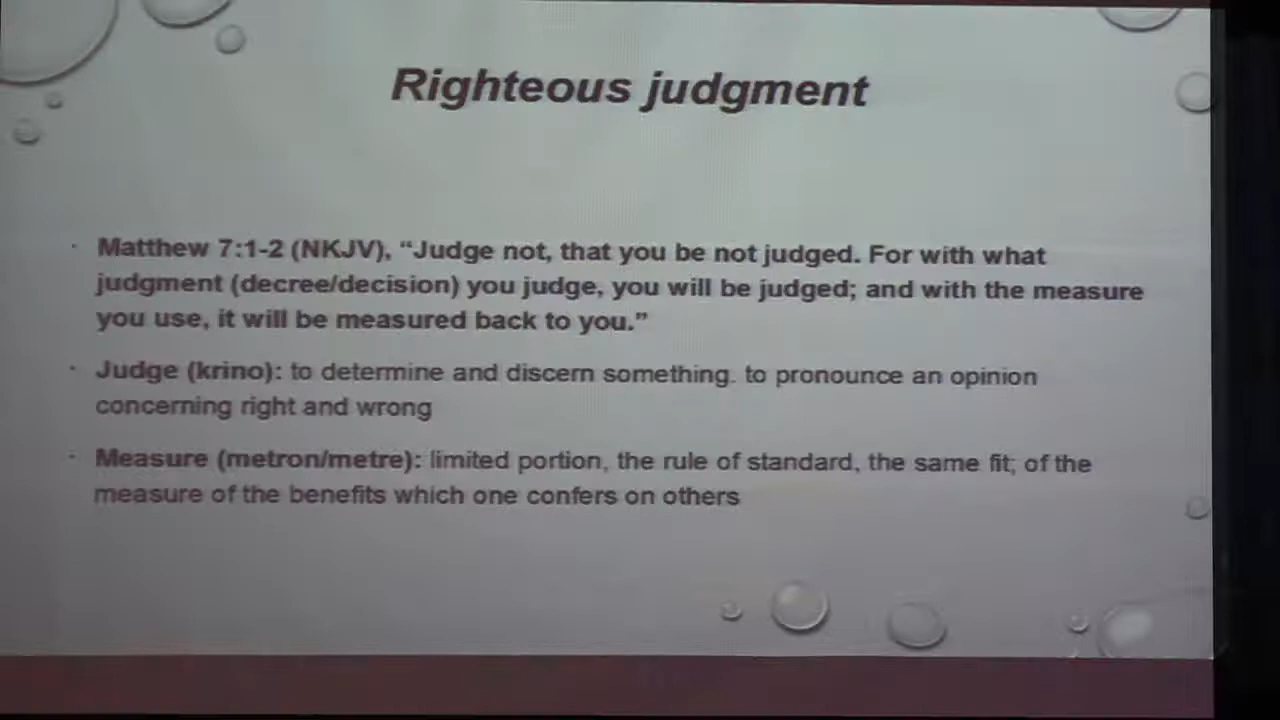 Righteous judgment
· Matthew 7:1-2 (NKJV), “Judge not, that you be not judged. For with what
judgment (decree/decision) you judge, you will be judged; and with the measure
you use, it will be measured back to you.”
· Judge (krino): to determine and discern something. to pronounce an opinion
concerning right and wrong
· Measure (metron/metre): limited portion, the rule of standard, the same fit; of the
measure of the benefits which one confers on others